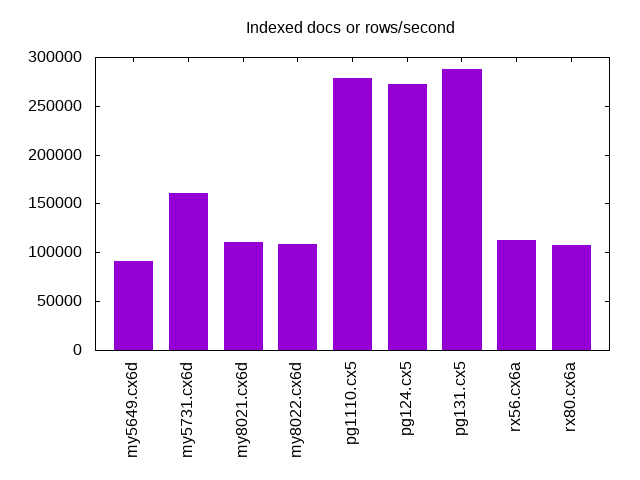 Indexed docs or rows/second
300000
250000
200000
150000
100000
50000
0
my5649.cx6d
my5731.cx6d
my8021.cx6d
my8022.cx6d
pg1110.cx5
pg124.cx5
pg131.cx5
rx56.cx6a
rx80.cx6a